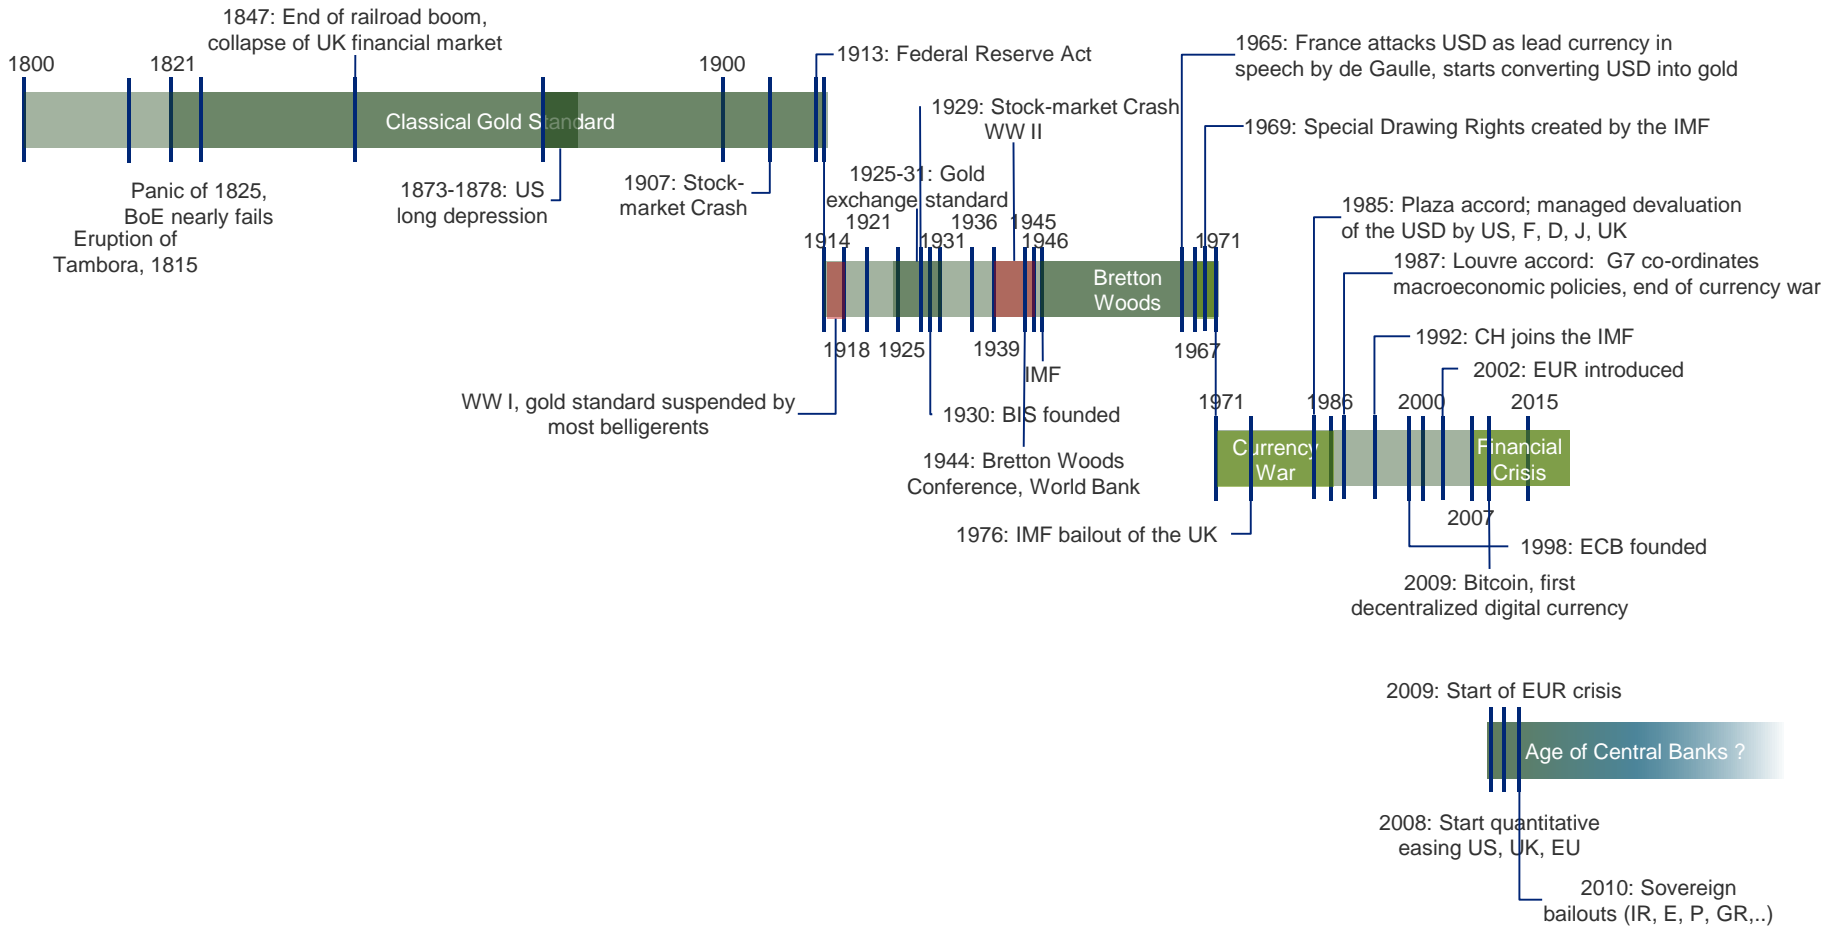 1847: End of railroad boom,
collapse of UK financial market
1800
1821
1900
1913: Federal Reserve Act
Classical Gold Standard
Panic of 1825,
BoE nearly fails
Eruption of
Tambora, 1815
1873-1878: US
long depression
1907: Stock-
market Crash
1965: France attacks USD as lead currency in
speech by de Gaulle, starts converting USD into gold
1929: Stock-market Crash
WW II
1969: Special Drawing Rights created by the IMF
1925-31: Gold
exchange standard
1914
1921
1931
1936
1945
1946
1971
Bretton
Woods
1918
1925
1939
IMF
1967
WW I, gold standard suspended by
most belligerents
1930: BIS founded
1944: Bretton Woods
Conference, World Bank
1985: Plaza accord; managed devaluation
of the USD by US, F, D, J, UK
1987: Louvre accord:  G7 co-ordinates
macroeconomic policies, end of currency war
1992: CH joins the IMF
2002: EUR introduced
1971
1986
2000
2015
Currency
War
Financial
Crisis
2007
1976: IMF bailout of the UK
1998: ECB founded
2009: Bitcoin, first
decentralized digital currency
2009: Start of EUR crisis
Age of Central Banks ?
2008: Start quantitative
easing US, UK, EU
2010: Sovereign
bailouts (IR, E, P, GR,..)